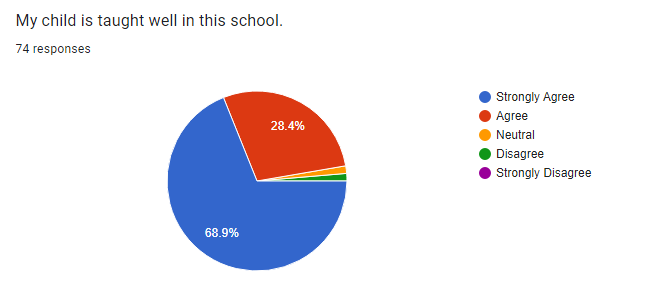 My child is taught well in this school.
74 responses
Strongly Agree
Agree
Neutral
Disagree
Strongly Disagree
28.4%
68.9%